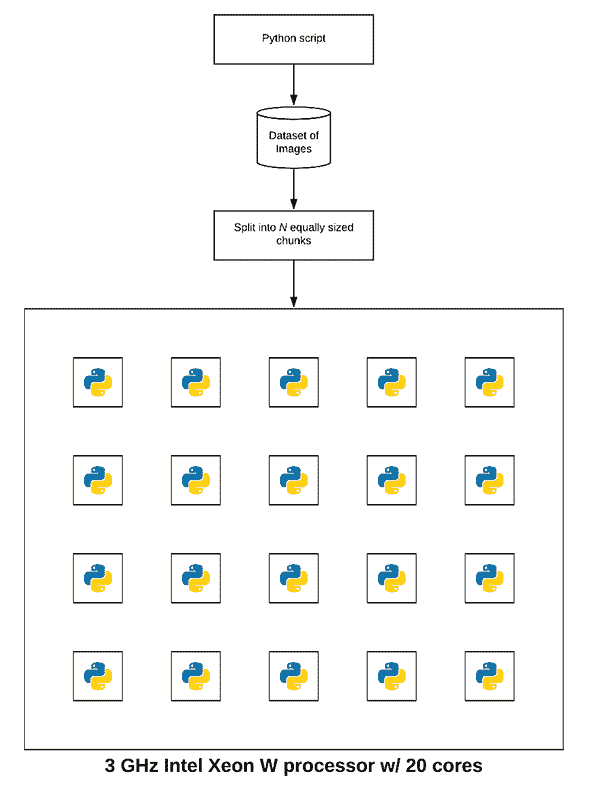 Python script
Dataset of
Images
Split into N equally sized
chunks
3 GHz Intel Xeon W processor w/ 20 cores